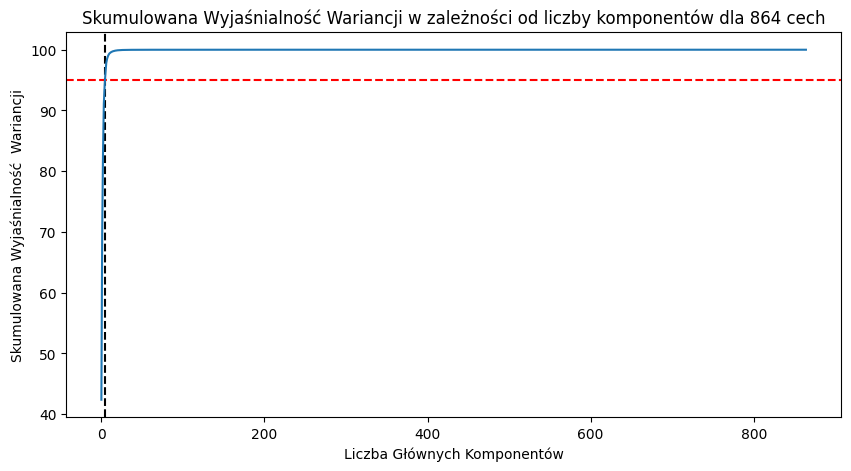 Skumulowana Wyjaśnialność Wariancji w zależności od liczby komponentów dla 864 cech
100
90
80
70
60
50
40
Skumulowana Wyjaśnialność  Wariancji
0 200 400 600 800
Liczba Głównych Komponentów